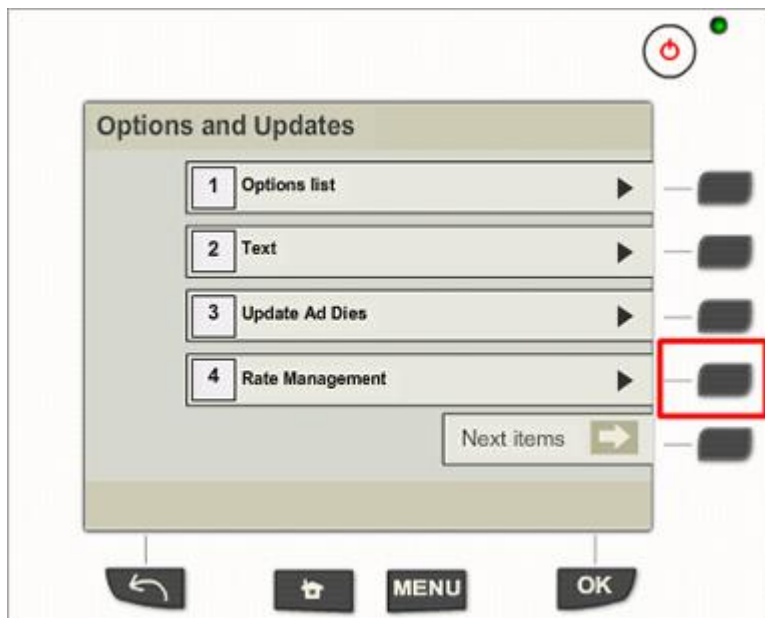 Options and Updates
1 Options list
2 Text
3 Update Ad Dies
4 Rate Management
Next items
MENU
OK